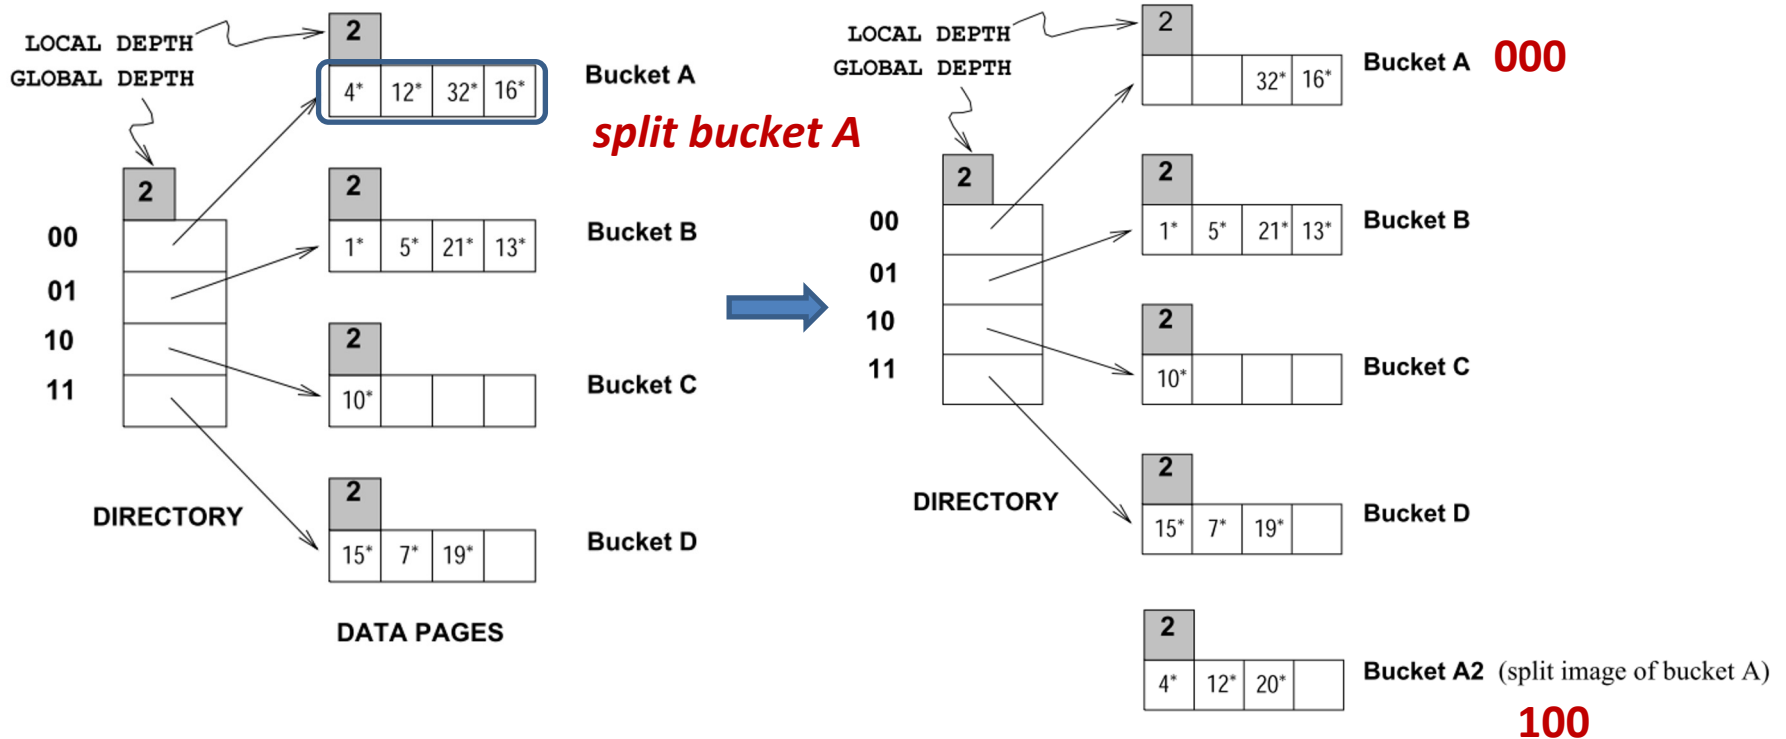 LOCAL DEPTH
GLOBAL DEPTH
2
4* 12* 32* 16*
Bucket A
split bucket A
2
00
01
10
11
DIRECTORY
2
1* 5* 21* 13*
Bucket B
2
10*
Bucket C
2
15* 7* 19*
Bucket D
DATA PAGES
LOCAL DEPTH
GLOBAL DEPTH
2
32* 16*
Bucket A 000
2
00
01
10
11
DIRECTORY
2
1* 5* 21* 13*
Bucket B
2
10*
Bucket C
2
15* 7* 19*
Bucket D
2
4* 12* 20*
Bucket A2 (split image of bucket A)
100